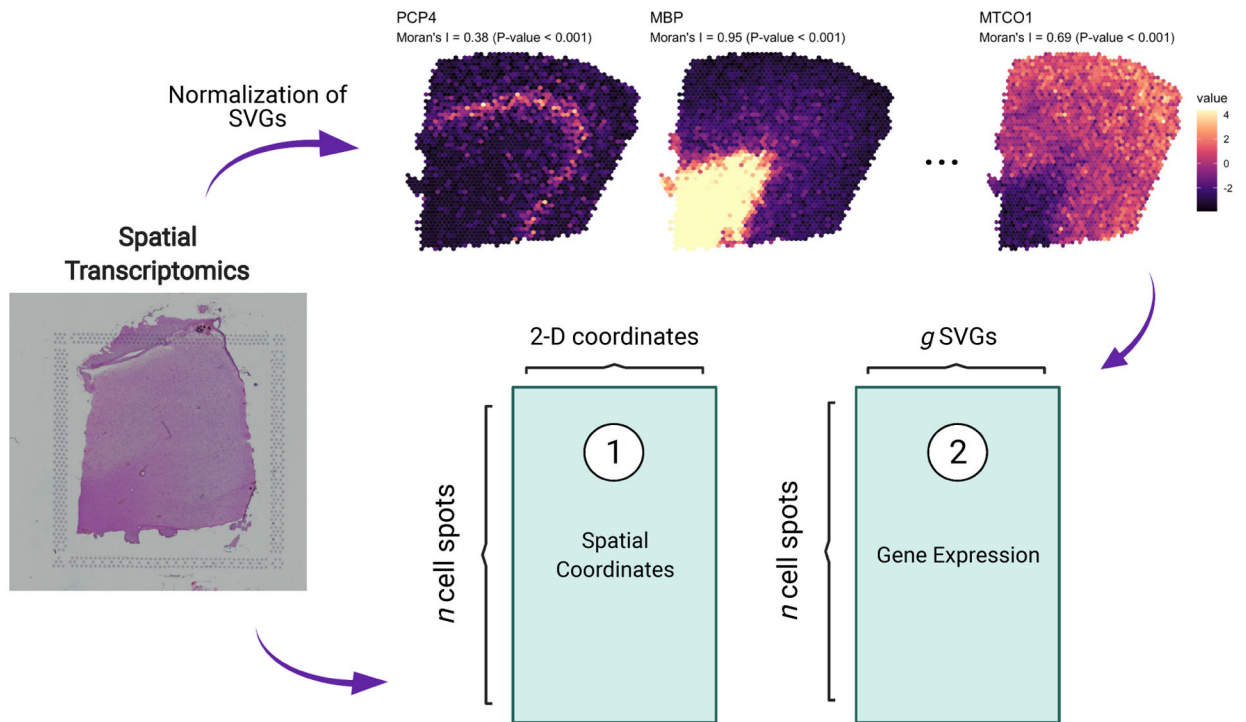 PCP4
Moran's I = 0.38 (P-value < 0.001)
MBP
Moran's I = 0.95 (P-value < 0.001)
MTCO1
Moran's I = 0.69 (P-value < 0.001)
Normalization of
SVGs
...
value
4
2
0
-2
Spatial
Transcriptomics
2-D coordinates
g SVGs
n cell spots
1
Spatial
Coordinates
n cell spots
2
Gene Expression